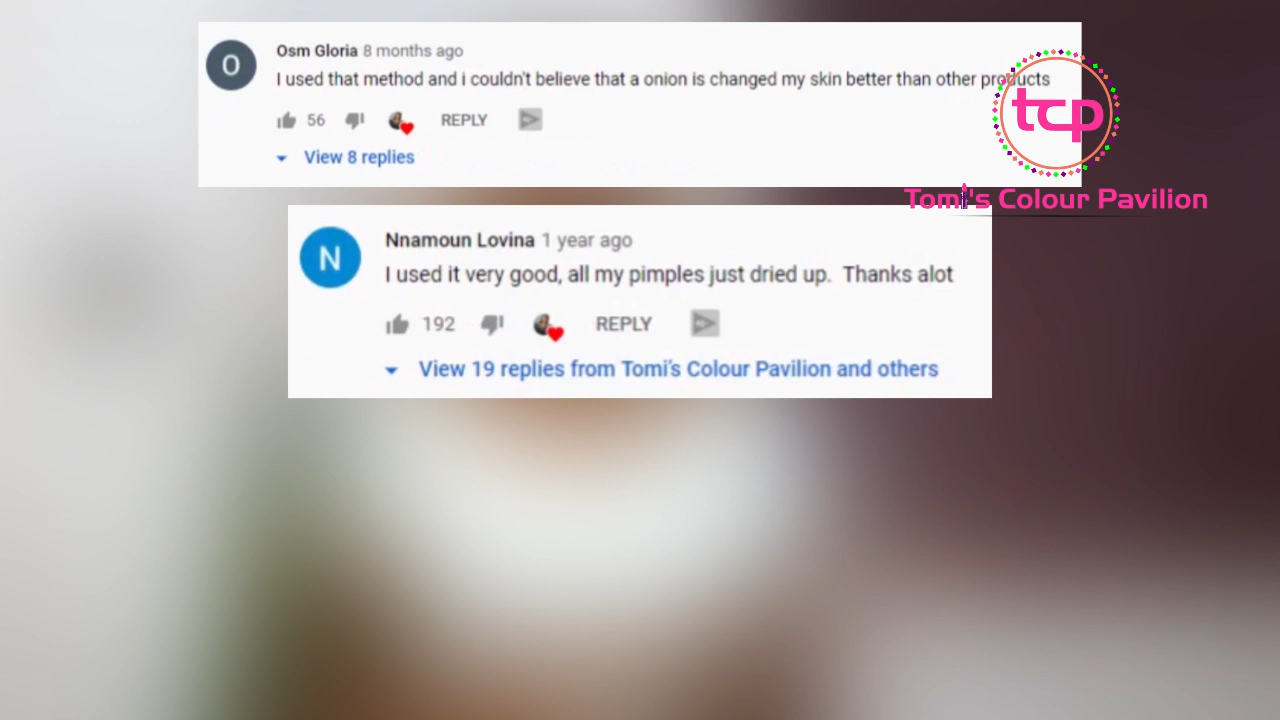 Osm Gloria 8 months ago
I used that method and i couldn't believe that a onion is changed my skin better than other products
56 REPLY
View 8 replies
tcp
Tomi's Colour Pavilion
Nnamoun Lovina 1 year ago
I used it very good, all my pimples just dried up. Thanks alot
192 REPLY
View 19 replies from Tomi's Colour Pavilion and others
O
N